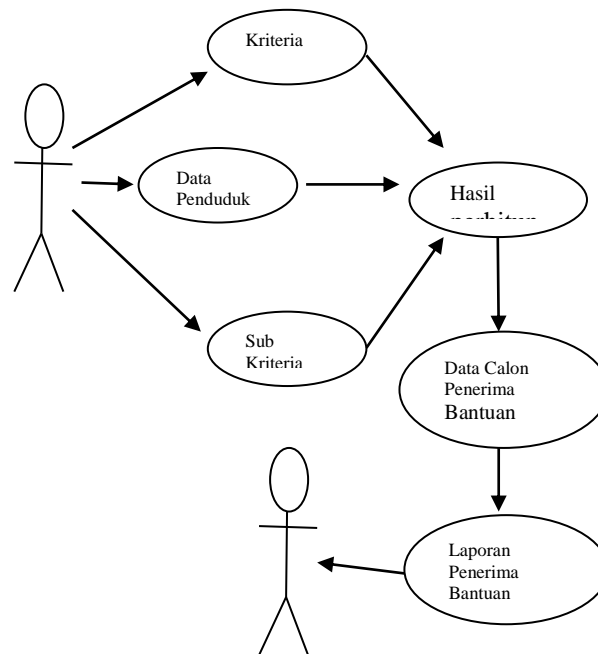 Kriteria
Data
Penduduk
Hasil
Sub
Kriteria
Data Calon
Penerima
Bantuan
Laporan
Penerima
Bantuan